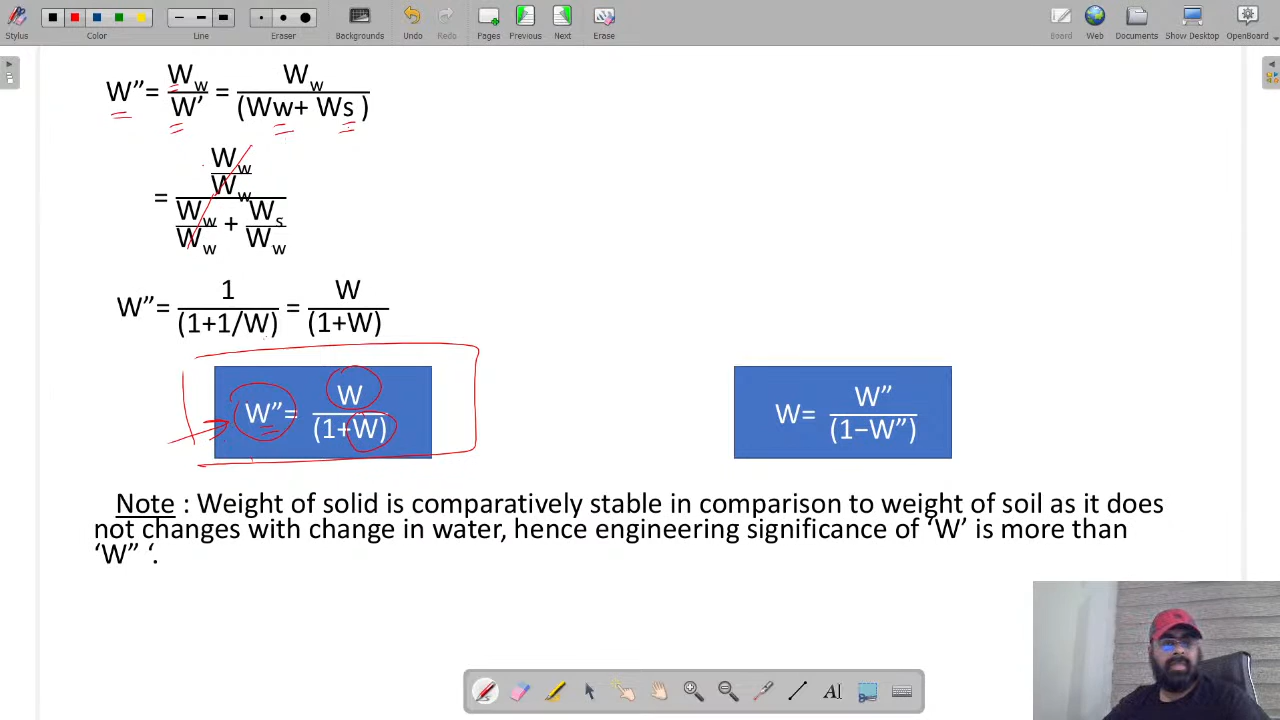 Stylus
Color
Line
Eraser
Backgrounds
Undo
Redo
Pages
Previous
Next
Erase
Board
Web
Documents
Show Desktop
OpenBoard
W”= Ww/W’ = Ww/(Ww+ Ws )
= (Ww/Ww)/(Ww/Ww + Ws/Ww)
W”= 1/(1+1/W) = W/(1+W)
W”= W/(1+W)
W= W”/(1−W”)
Note : Weight of solid is comparatively stable in comparison to weight of soil as it does
not changes with change in water, hence engineering significance of ‘W’ is more than
‘W” ‘.